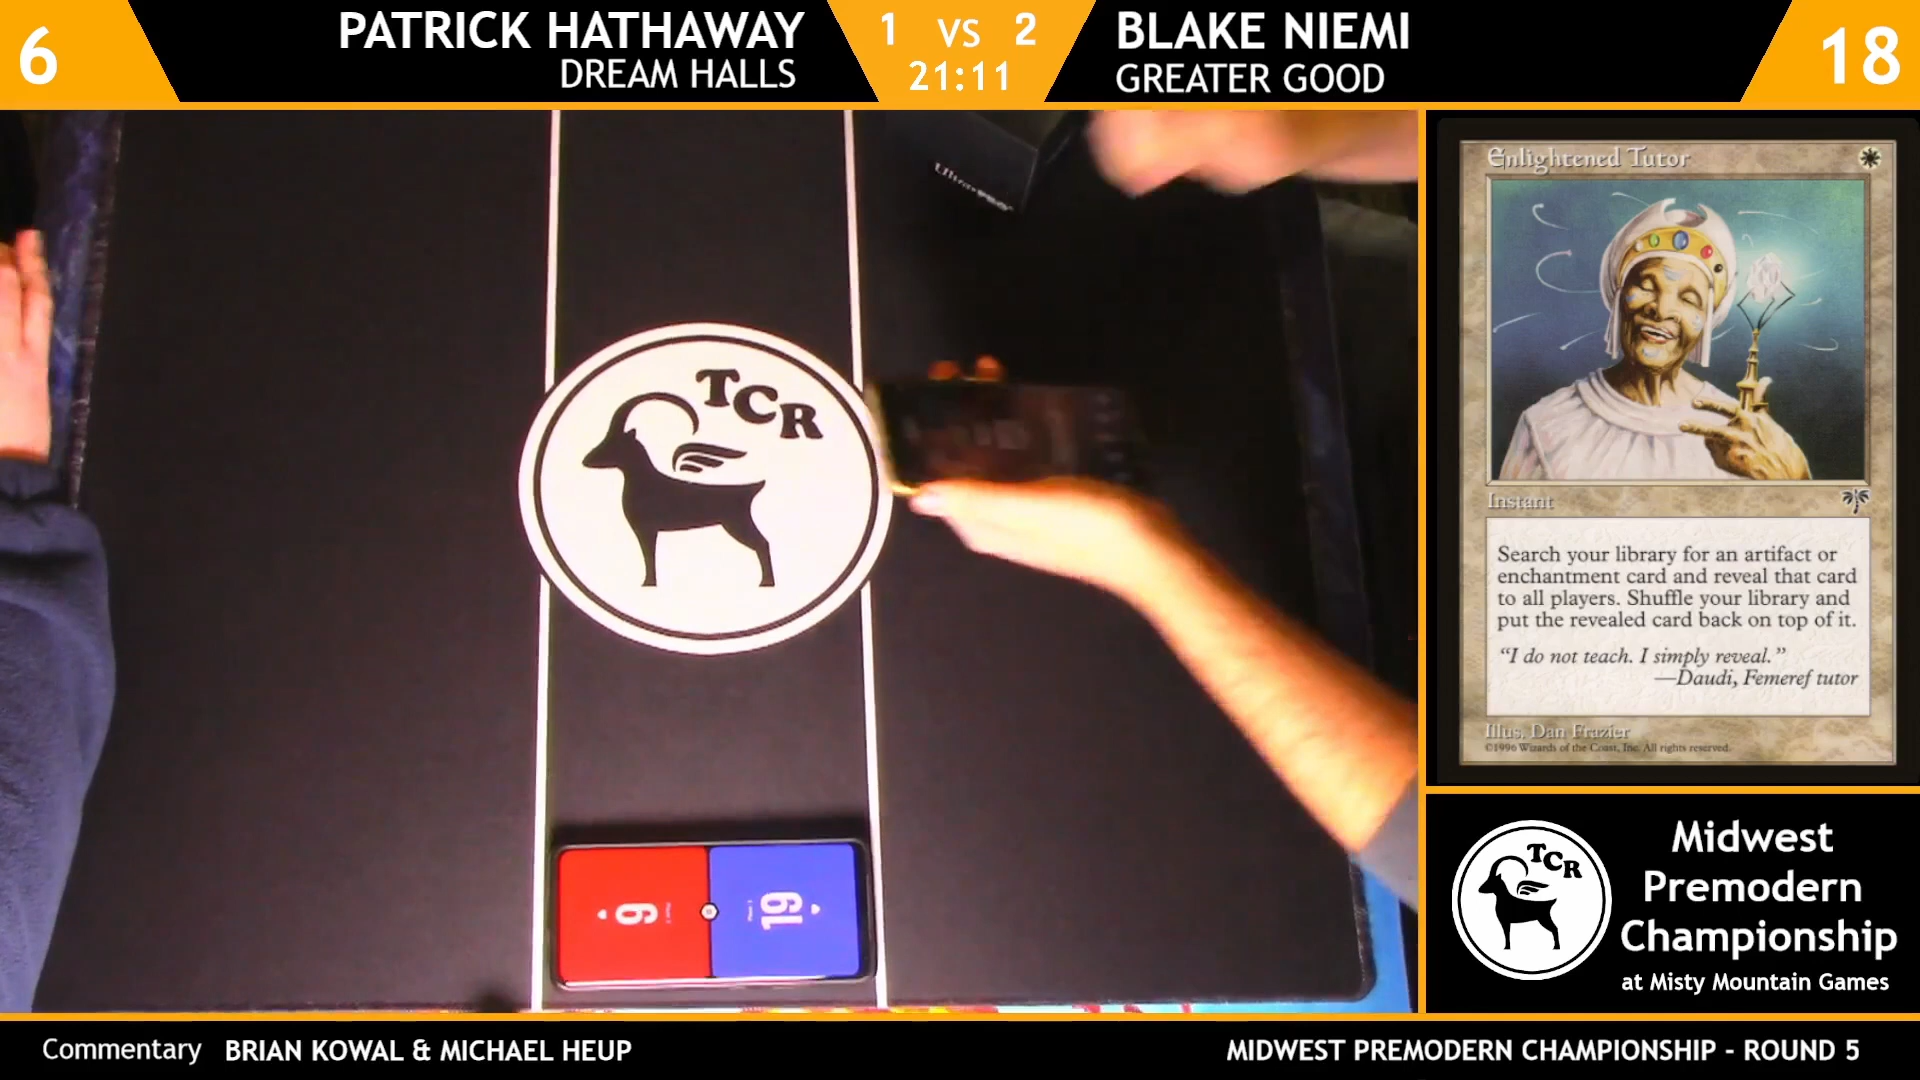 6
PATRICK HATHAWAY
DREAM HALLS
1 VS 2
21:11
BLAKE NIEMI
GREATER GOOD
18
TCR
9
19
Enlightened Tutor
Instant
Search your library for an artifact or
enchantment card and reveal that card
to all players. Shuffle your library and
put the revealed card back on top of it.
“I do not teach. I simply reveal.”
—Daudi, Femeref tutor
Illus. Dan Frazier
©1996 Wizards of the Coast, Inc. All rights reserved.
TCR
Midwest
Premodern
Championship
at Misty Mountain Games
Commentary BRIAN KOWAL & MICHAEL HEUP
MIDWEST PREMODERN CHAMPIONSHIP - ROUND 5